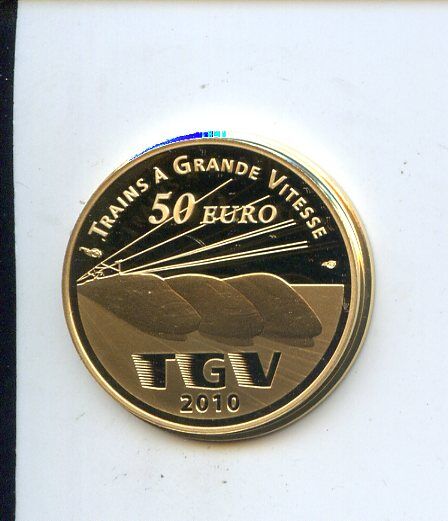 TRAINS À GRANDE VITESSE
50 EURO
TGV
2010